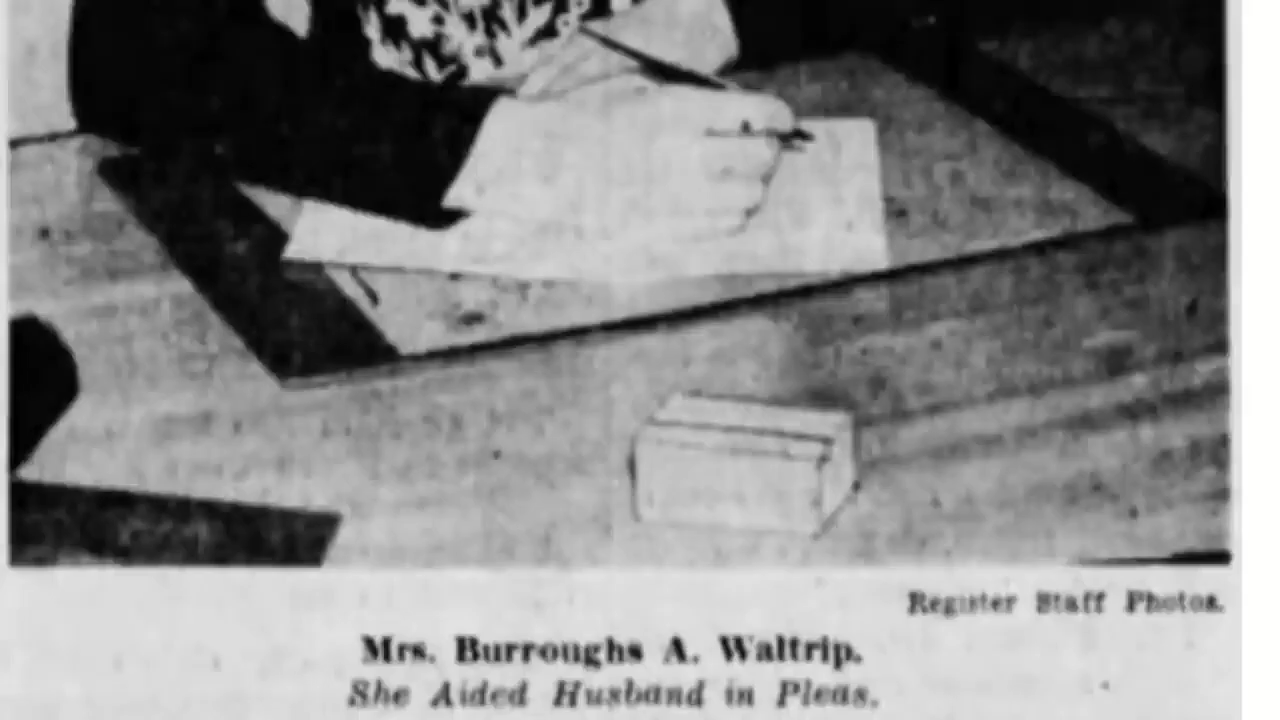 Register Staff Photos.
Mrs. Burroughs A. Waltrip.
She Aided Husband in Pleas.